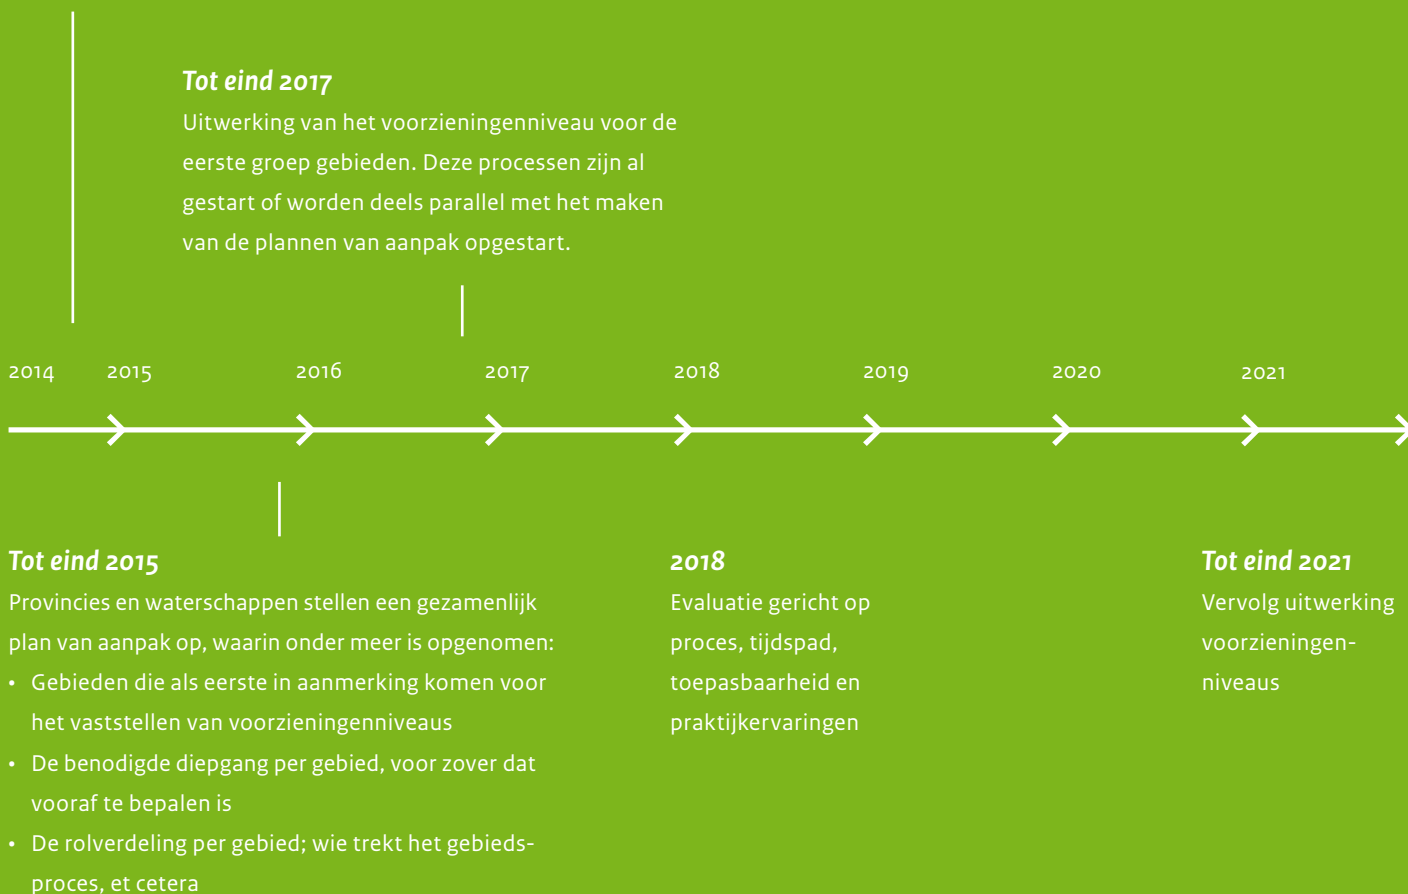 Tot eind 2017
Uitwerking van het voorzieningenniveau voor de
eerste groep gebieden. Deze processen zijn al
gestart of worden deels parallel met het maken
van de plannen van aanpak opgestart.
2014 2015 2016 2017 2018 2019 2020 2021
Tot eind 2015
Provincies en waterschappen stellen een gezamenlijk
plan van aanpak op, waarin onder meer is opgenomen:
• Gebieden die als eerste in aanmerking komen voor
het vaststellen van voorzieningenniveaus
• De benodigde diepgang per gebied, voor zover dat
vooraf te bepalen is
• De rolverdeling per gebied; wie trekt het gebieds-
proces, et cetera
2018
Evaluatie gericht op
proces, tijdspad,
toepasbaarheid en
praktijkervaringen
Tot eind 2021
Vervolg uitwerking
voorzieningen-
niveaus